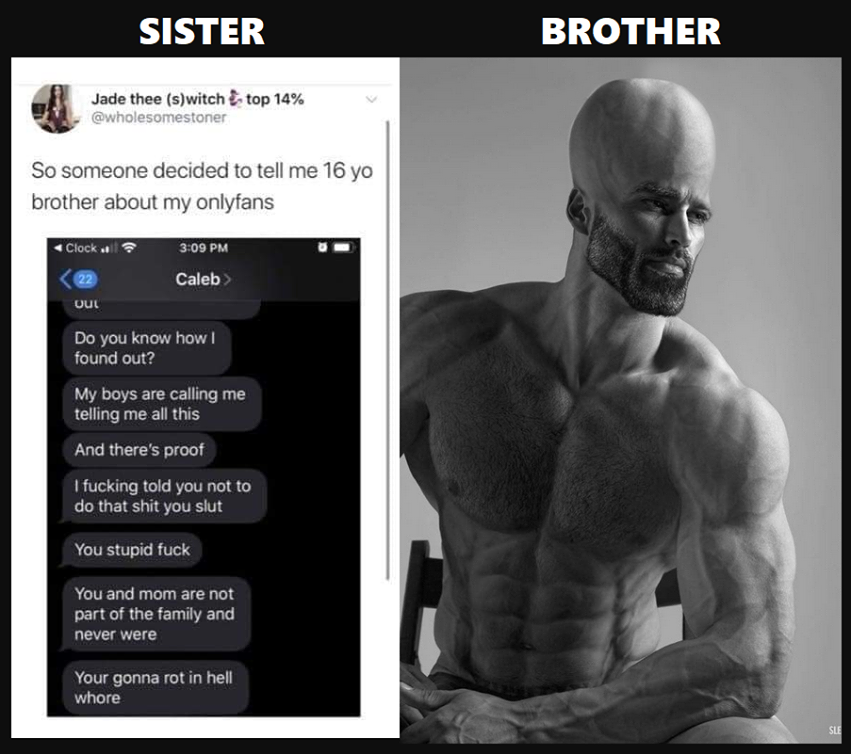 SISTER
BROTHER
Jade thee (s)witch top 14%
@wholesomestoner
So someone decided to tell me 16 yo
brother about my onlyfans
Clock
3:09 PM
22
Caleb
out
Do you know how I
found out?
My boys are calling me
telling me all this
And there's proof
I fucking told you not to
do that shit you slut
You stupid fuck
You and mom are not
part of the family and
never were
Your gonna rot in hell
whore
SLE